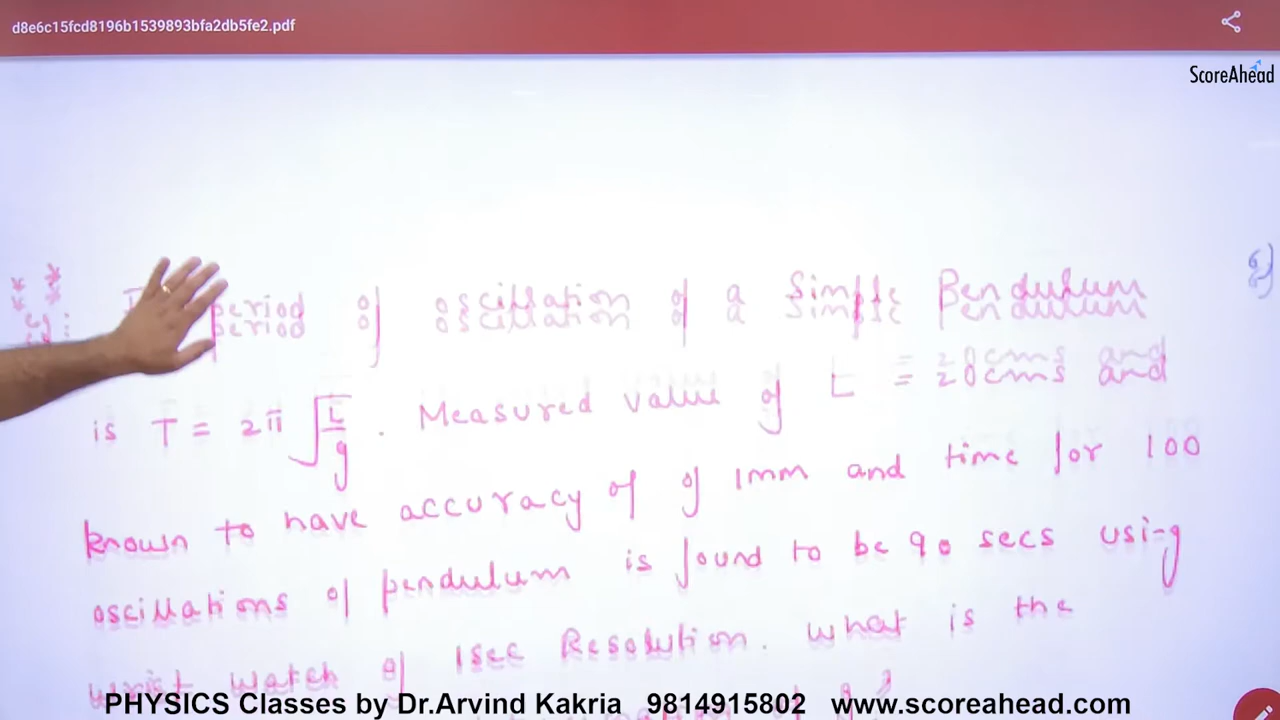 d8e6c15fcd8196b1539893bfa2db5fe2.pdf
ScoreAhead
period of oscillation of a Simple Pendulum
is T = 2π √L/g . Measured value of L = 20cms and
known to have accuracy of of 1mm and time for 100
oscillations of pendulum is found to be 90 secs using
wrist watch of 1sec Resolution. What is the
PHYSICS Classes by Dr.Arvind Kakria 9814915802 www.scoreahead.com